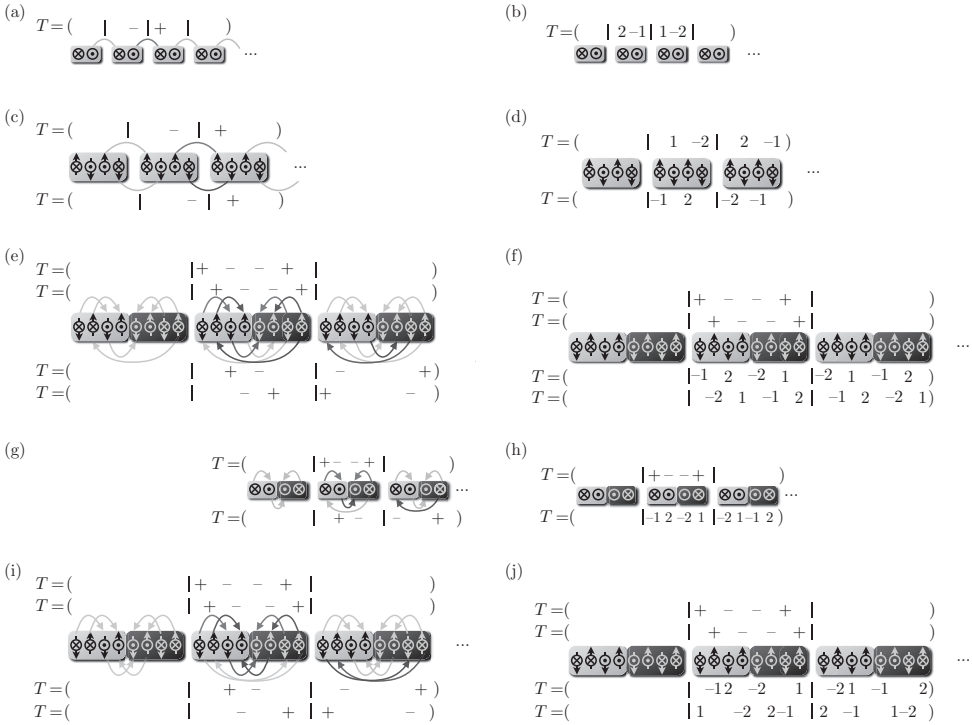 (a)
T=( | – | + | )
...
(b)
T=( | 2 –1 | 1 –2 | )
...
(c)
T=( | – | + )
...
T=( | – | + )
(d)
T=( | 1 –2 | 2 –1 )
...
T=( | –1 2 | –2 –1 )
(e)
T=( | + – – + | )
T=( | + – – + | )
T=( | + – | – + )
T=( | – + | + – )
(f)
T=( | + – – + | )
T=( | + – – + | )
...
T=( | –1 2 –2 1 | –2 1 –1 2 )
T=( | –2 1 –1 2 | –1 2 –2 1 )
(g)
T=( | + – – + | )
...
T=( | + – | – + )
(h)
T=( | + – – + | )
...
T=( | –1 2 –2 1 | –2 1 –1 2 )
(i)
T=( | + – – + | )
T=( | + – – + | )
...
T=( | + – | – + )
T=( | – + | + – )
(j)
T=( | + – – + | )
T=( | + – – + | )
...
T=( | –1 2 –2 1 | –2 1 –1 2 )
T=( | 1 –2 2 –1 | 2 –1 1 –2 )